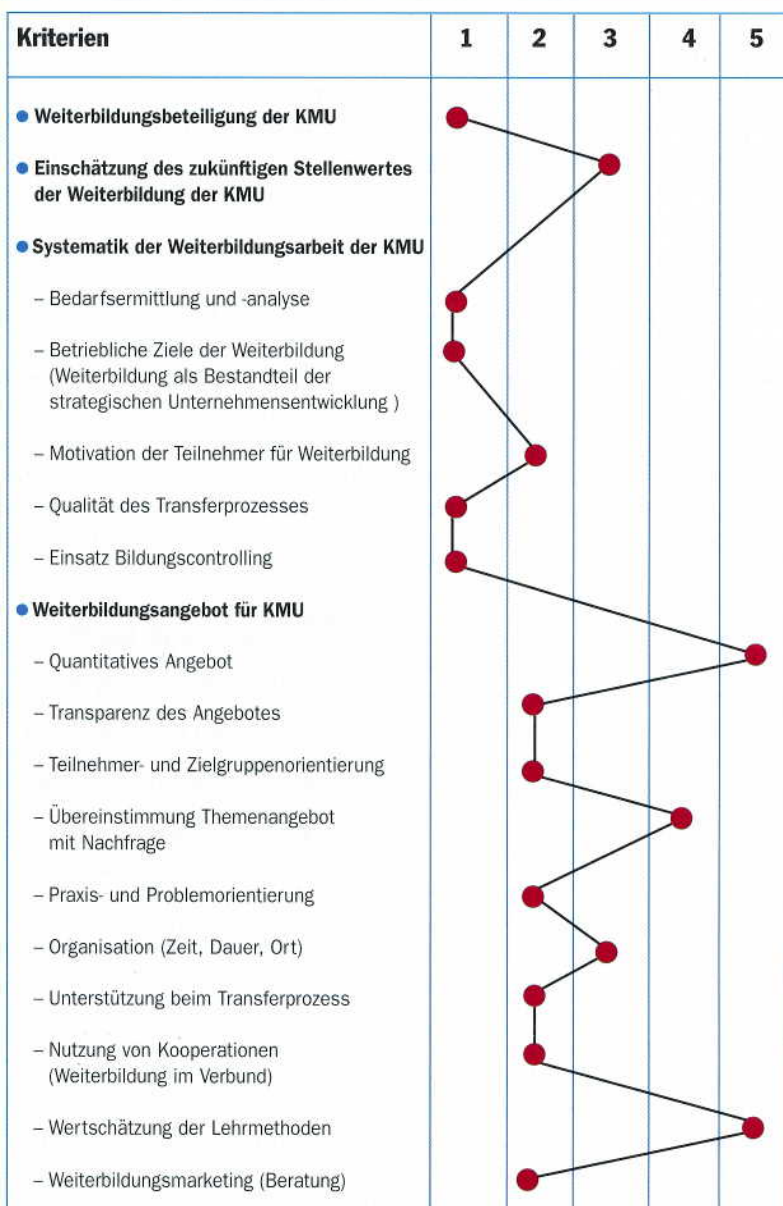 Kriterien 1 2 3 4 5
● Weiterbildungsbeteiligung der KMU
● Einschätzung des zukünftigen Stellenwertes
der Weiterbildung der KMU
● Systematik der Weiterbildungsarbeit der KMU
– Bedarfsermittlung und -analyse
– Betriebliche Ziele der Weiterbildung
(Weiterbildung als Bestandteil der
strategischen Unternehmensentwicklung )
– Motivation der Teilnehmer für Weiterbildung
– Qualität des Transferprozesses
– Einsatz Bildungscontrolling
● Weiterbildungsangebot für KMU
– Quantitatives Angebot
– Transparenz des Angebotes
– Teilnehmer- und Zielgruppenorientierung
– Übereinstimmung Themenangebot
mit Nachfrage
– Praxis- und Problemorientierung
– Organisation (Zeit, Dauer, Ort)
– Unterstützung beim Transferprozess
– Nutzung von Kooperationen
(Weiterbildung im Verbund)
– Wertschätzung der Lehrmethoden
– Weiterbildungsmarketing (Beratung)